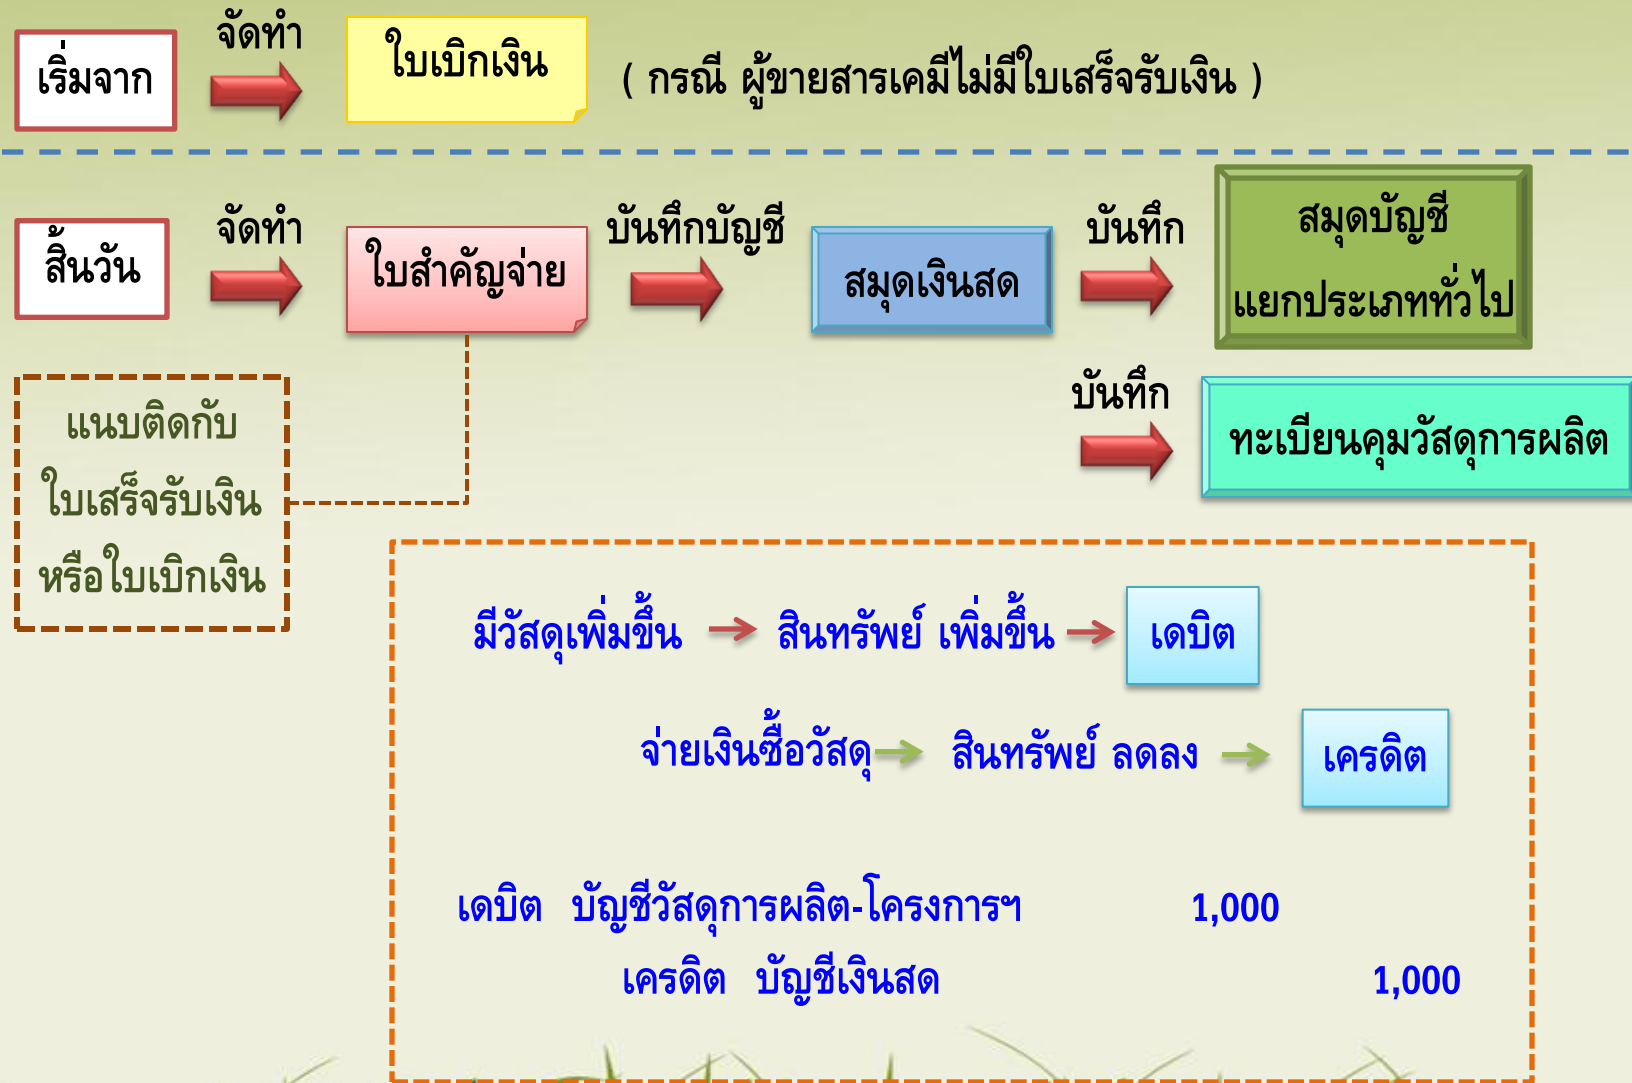 จัดทำ
เริ่มจาก ใบเบิกเงิน ( กรณี ผู้ขายสารเคมีไม่มีใบเสร็จรับเงิน )
จัดทำ บันทึกบัญชี บันทึก
สิ้นวัน ใบสำคัญจ่าย สมุดเงินสด
สมุดบัญชี
แยกประเภททั่วไป
บันทึก
ทะเบียนคุมวัสดุการผลิต
แนบติดกับ
ใบเสร็จรับเงิน
หรือใบเบิกเงิน
มีวัสดุเพิ่มขึ้น สินทรัพย์ เพิ่มขึ้น เดบิต
จ่ายเงินซื้อวัสดุ สินทรัพย์ ลดลง เครดิต
เดบิต บัญชีวัสดุการผลิต-โครงการฯ 1,000
เครดิต บัญชีเงินสด 1,000